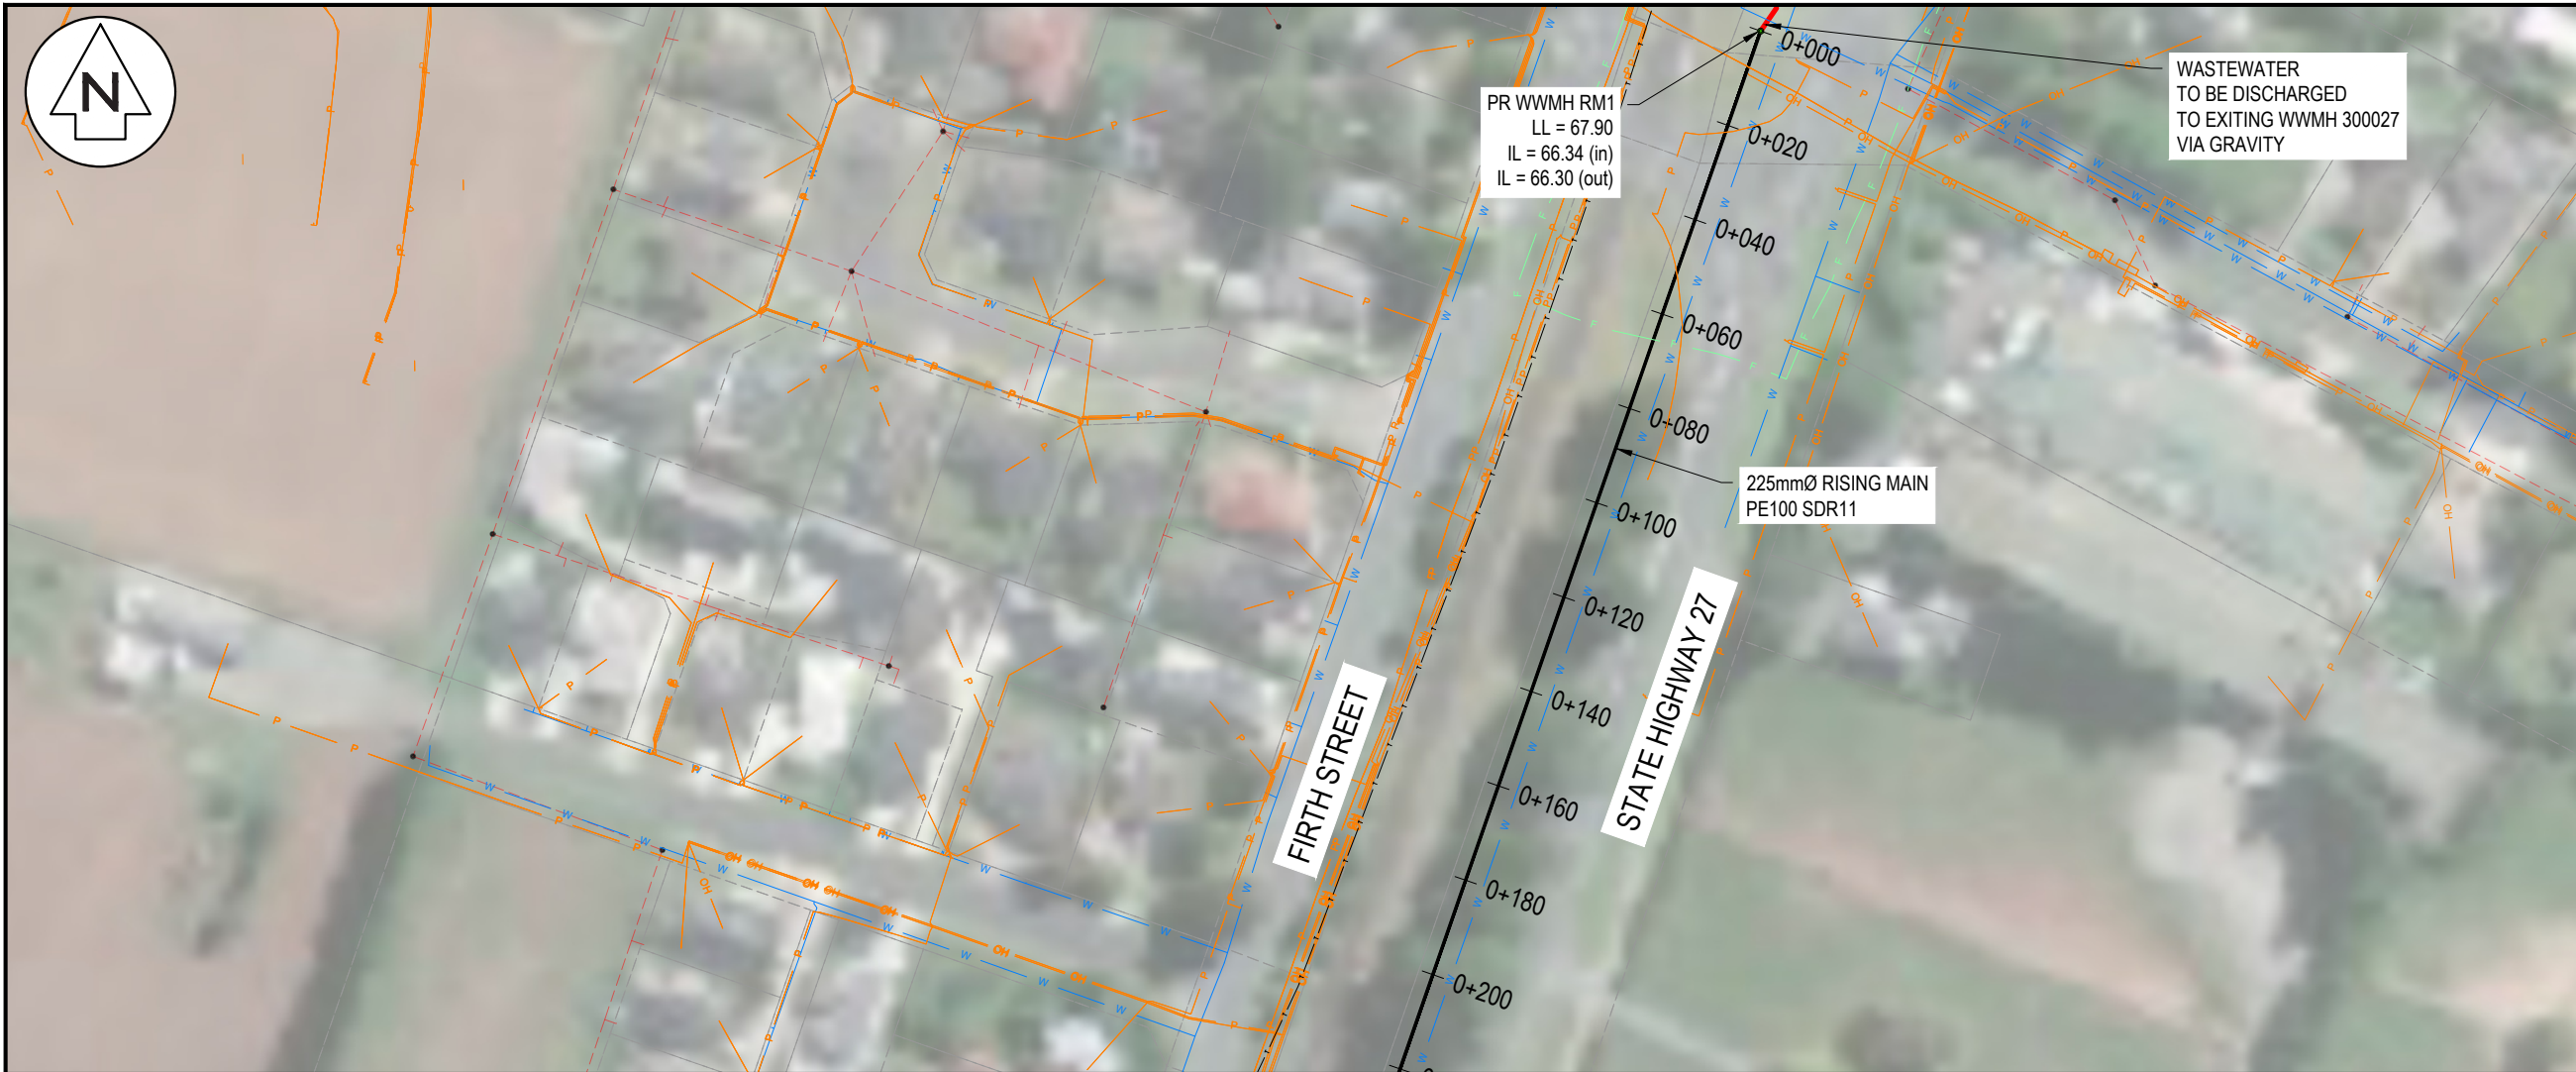 N
PR WWMH RM1
LL = 67.90
IL = 66.34 (in)
IL = 66.30 (out)
WASTEWATER
TO BE DISCHARGED
TO EXITING WWMH 300027
VIA GRAVITY
0+000
0+020
0+040
0+060
0+080
225mmØ RISING MAIN
PE100 SDR11
0+100
0+120
0+140
0+160
0+180
0+200
FIRTH STREET
STATE HIGHWAY 27